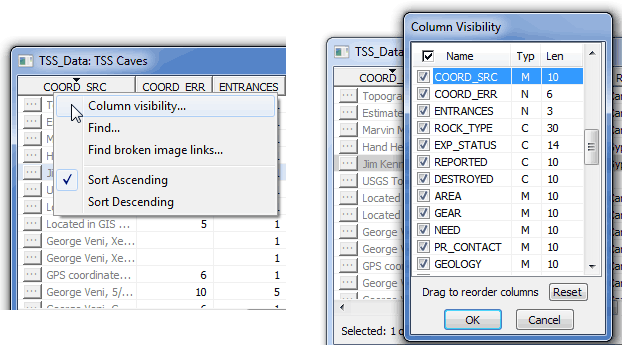 TSS_Data: TSS Caves
COORD_SRC COORD_ERR ENTRANCES
Column visibility...
Find...
Find broken image links...
Sort Ascending
Sort Descending
Located in GIS ... 5 1
George Veni, Xe... 1
George Veni, Xe... 1
GPS coordinate... 6 1
George Veni, 5/... 10 5
TSS_Data
COORD_
Topogra
Estimate
Marvin M
Hand He
Jim Kenn
USGS To
Located
Located
George V
George V
GPS coo
George V
Selected: 1 o
Column Visibility
Name Typ Len
COORD_SRC M 10
COORD_ERR N 6
ENTRANCES N 3
ROCK_TYPE C 30
EXP_STATUS C 14
REPORTED C 10
DESTROYED C 10
AREA M 10
GEAR M 10
NEED M 10
PR_CONTACT M 10
GEOLOGY M 10
Drag to reorder columns Reset
OK Cancel